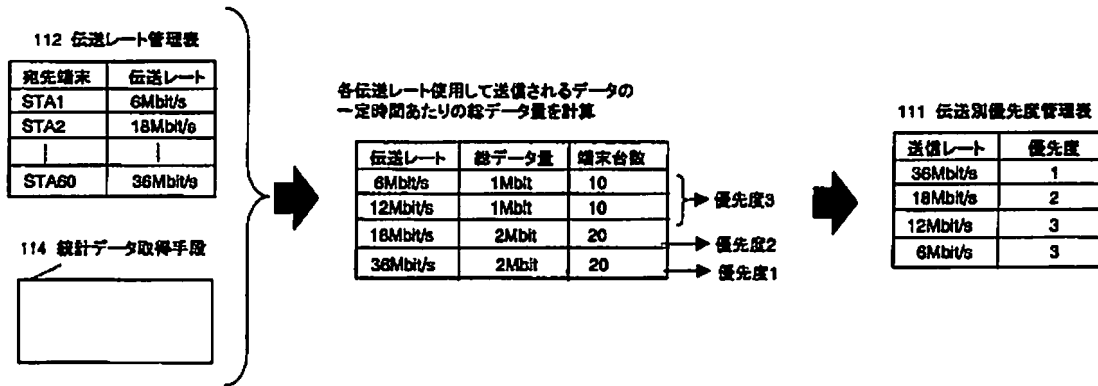 112 伝送レート管理表
宛先端末 伝送レート
STA1 6Mbit/s
STA2 18Mbit/s
STA60 36Mbit/s
114 統計データ取得手段
各伝送レート使用して送信されるデータの
一定時間あたりの総データ量を計算
伝送レート 総データ量 端末台数
6Mbit/s 1Mbit 10
12Mbit/s 1Mbit 10
18Mbit/s 2Mbit 20
36Mbit/s 2Mbit 20
優先度3
優先度2
優先度1
111 伝送別優先度管理表
送信レート 優先度
36Mbit/s 1
18Mbit/s 2
12Mbit/s 3
6Mbit/s 3